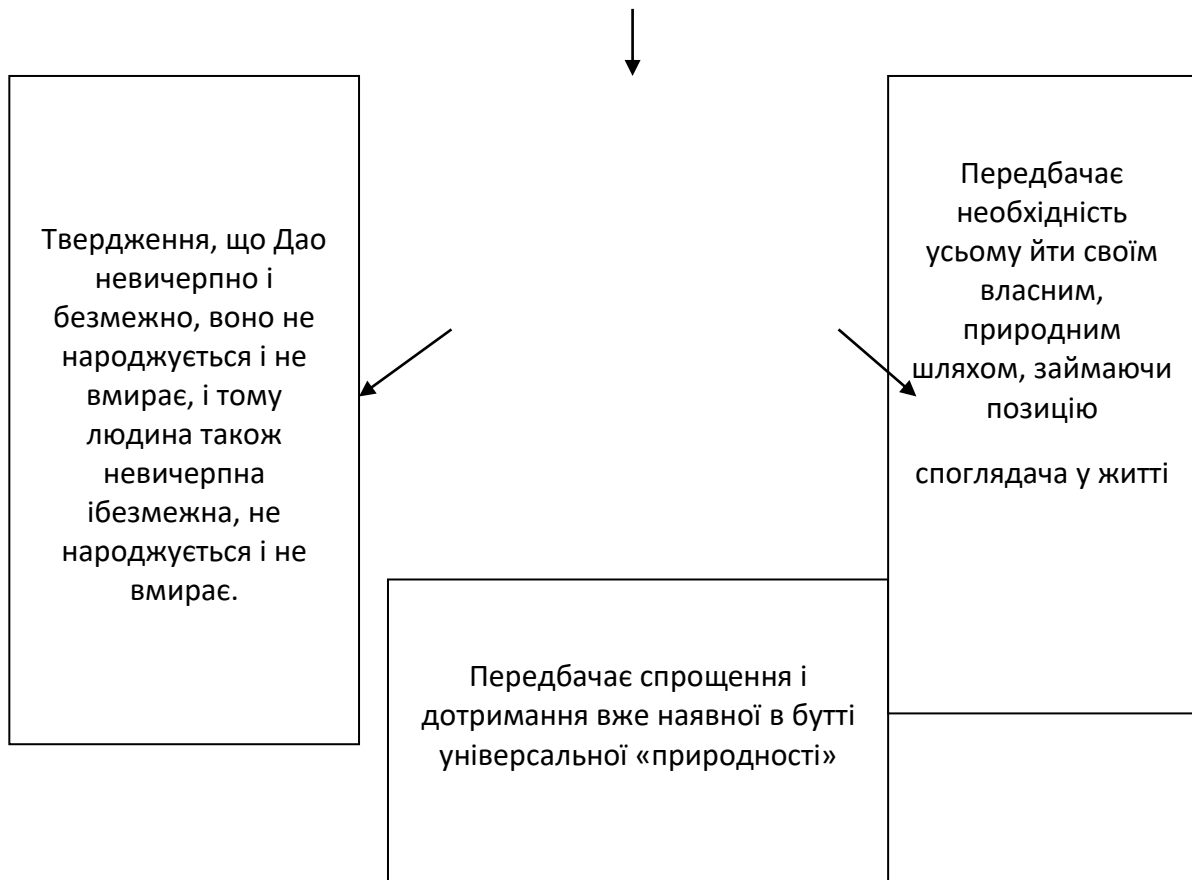 Твердження, що Дао
невичерпно і
безмежно, воно не
народжується і не
вмирає, і тому
людина також
невичерпна
ібезмежна, не
народжується і не
вмирає.
Передбачає
необхідність
усьому йти своїм
власним,
природним
шляхом, займаючи
позицію
споглядача у житті
Передбачає спрощення і
дотримання вже наявної в бутті
універсальної «природності»